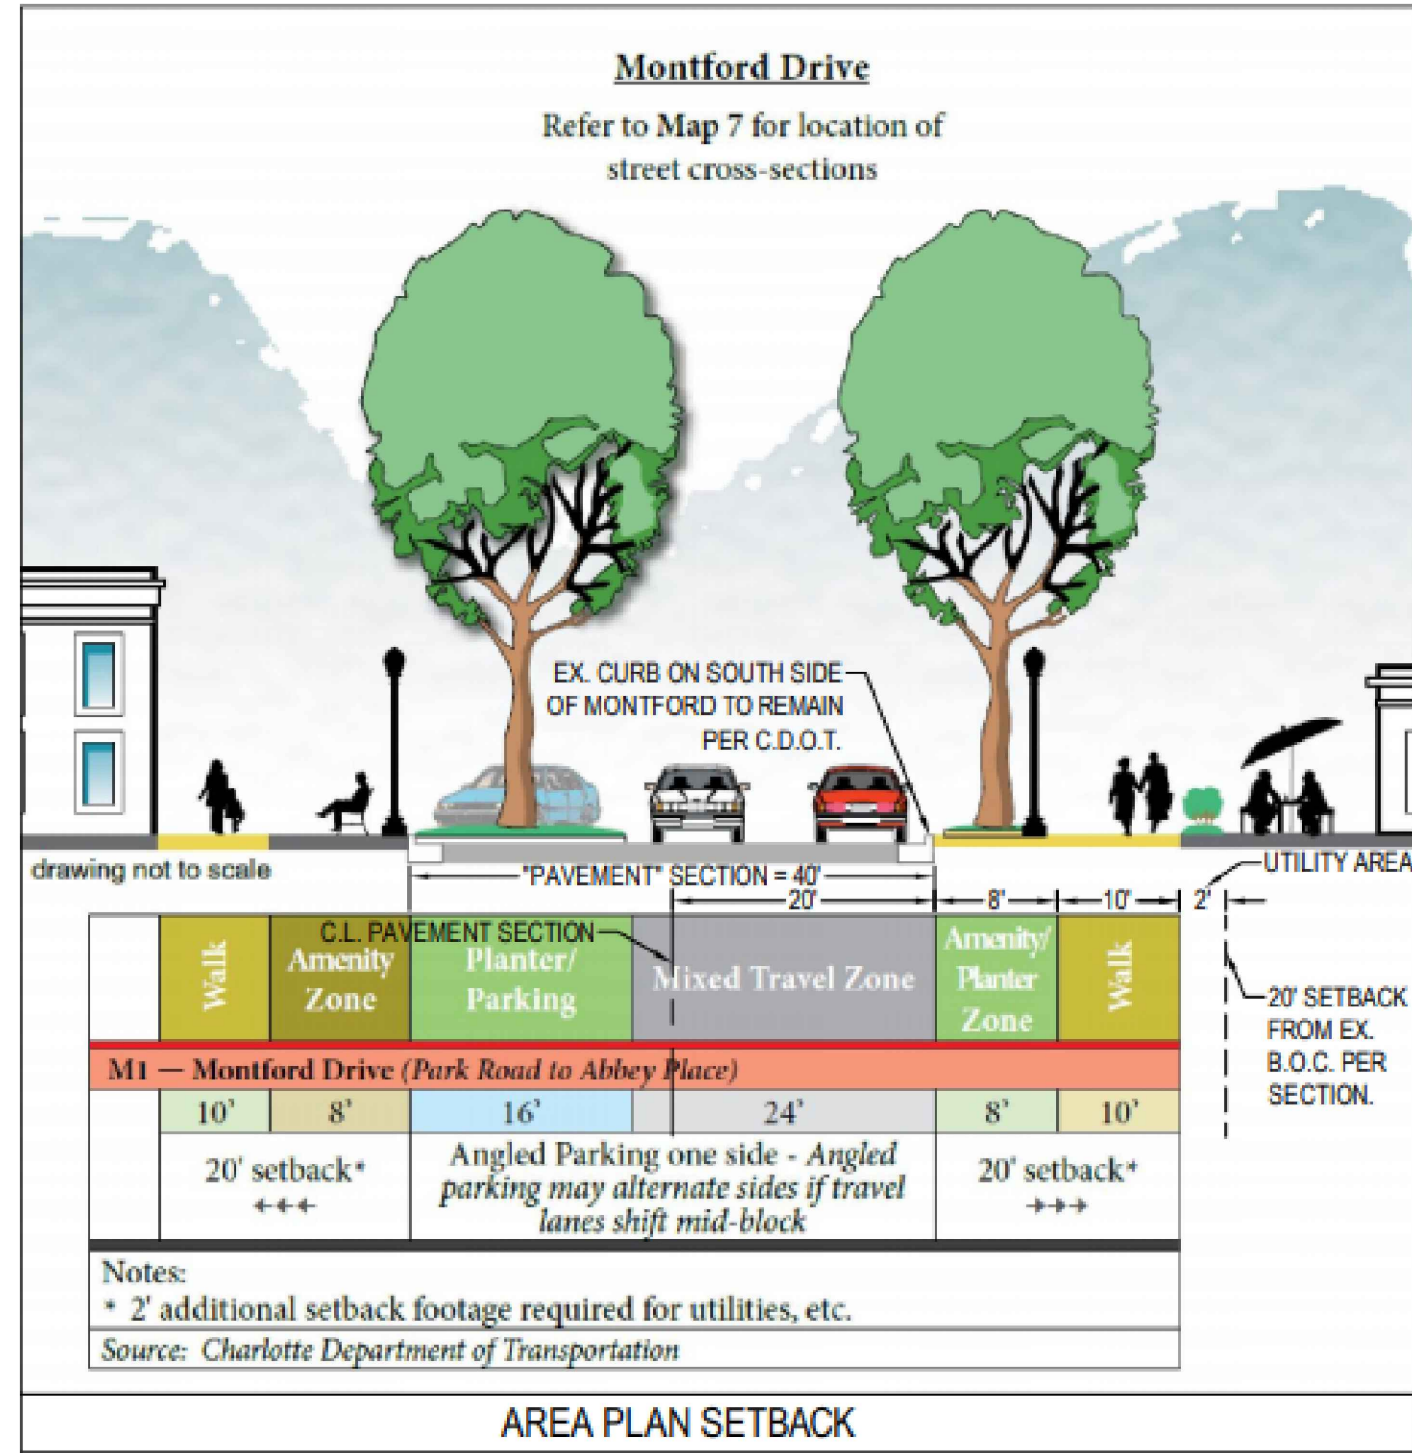 Montford Drive
Refer to Map 7 for location of
street cross-sections
EX. CURB ON SOUTH SIDE
OF MONTFORD TO REMAIN
PER C.D.O.T.
drawing not to scale
"PAVEMENT" SECTION = 40'
UTILITY AREA
20'
8'
10'
2'
C.L. PAVEMENT SECTION
Walk
Amenity
Zone
Planter/
Parking
Mixed Travel Zone
Amenity/
Planter
Zone
Walk
20' SETBACK
FROM EX.
B.O.C. PER
SECTION.
M1 — Montford Drive (Park Road to Abbey Place)
10’ 8’ 16’ 24’ 8’ 10’
20' setback*
Angled Parking one side - Angled
parking may alternate sides if travel
lanes shift mid-block
20' setback*
Notes:
* 2' additional setback footage required for utilities, etc.
Source: Charlotte Department of Transportation
AREA PLAN SETBACK